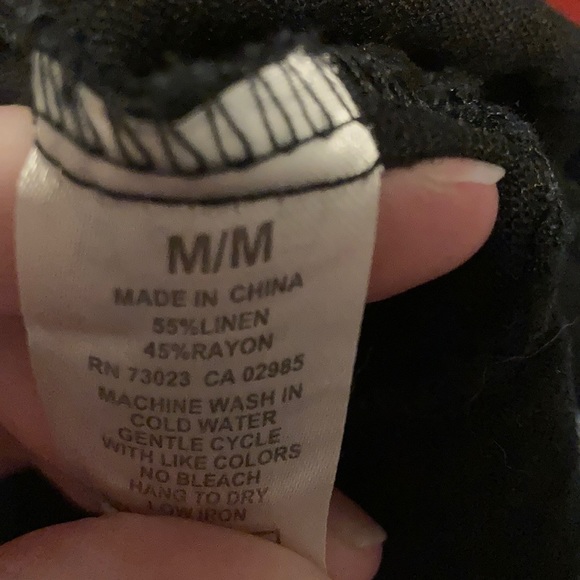 M/M
MADE IN CHINA
55%LINEN
45%RAYON
RN 73023 CA 02985
MACHINE WASH IN
COLD WATER
GENTLE CYCLE
WITH LIKE COLORS
NO BLEACH
HANG TO DRY
LOW IRON